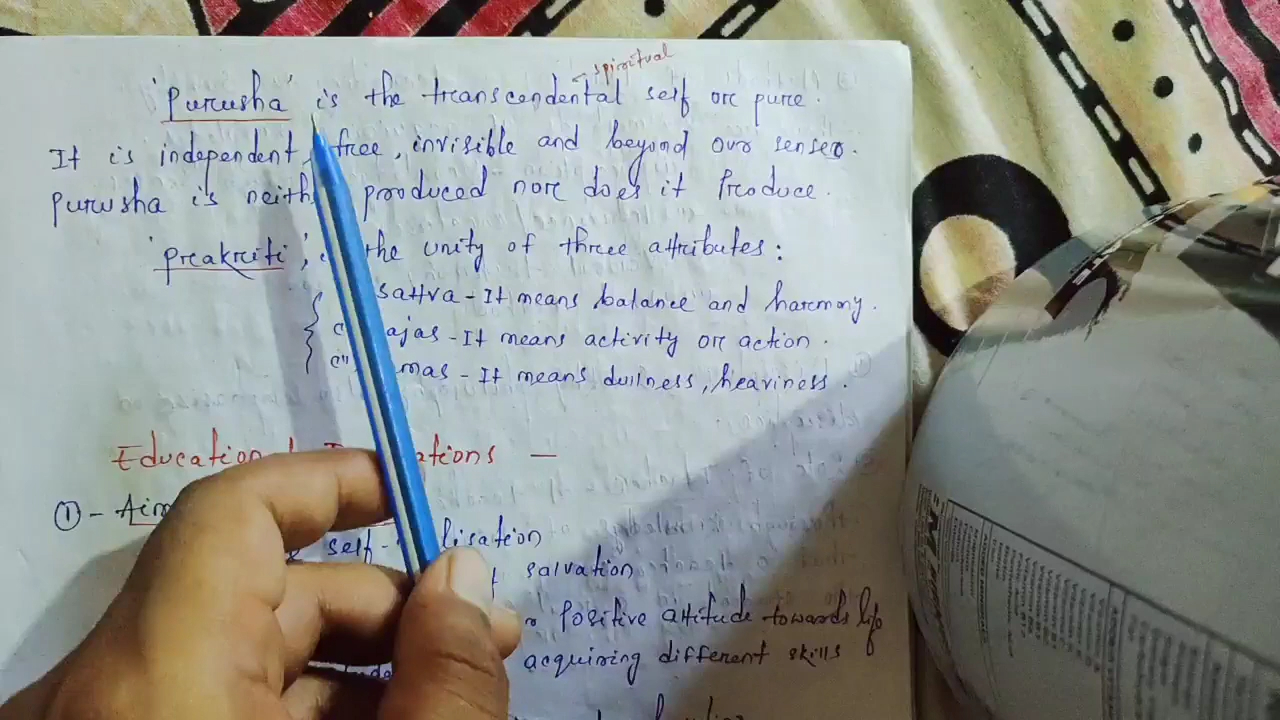 spiritual
'Purusha' is the transcendental self or pure.
It is independent, free, invisible and beyond our senses.
Purusha is neith produced nor does it Produce.
'Preakriti', the unity of three attributes:
sattva - It means balance and harmony.
ajas - It means activity or action.
mas - It means dullness, heaviness.
Education ations —
① - Aim
self- lisation
salvation
Positive attitude towards life
acquiring different skills